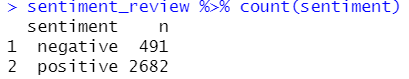 > sentiment_review %>% count(sentiment)
  sentiment    n
1  negative  491
2  positive 2682